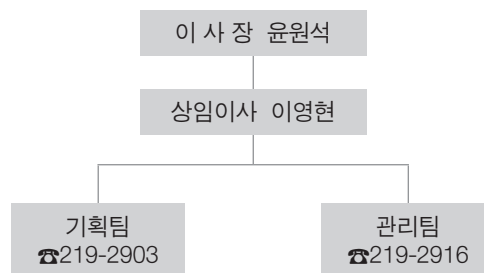 이 사 장 윤원석
상임이사 이영현
기획팀
☎219-2903
관리팀
☎219-2916